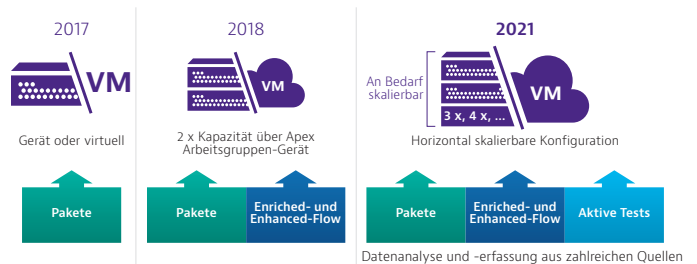 2017
VM
Gerät oder virtuell
Pakete
2018
VM
2 x Kapazität über Apex
Arbeitsgruppen-Gerät
Pakete
Enriched- und
Enhanced-Flow
2021
An Bedarf
skalierbar
3 x, 4 x, ...
VM
Horizontal skalierbare Konfiguration
Pakete
Enriched- und
Enhanced-Flow
Aktive Tests
Datenanalyse und -erfassung aus zahlreichen Quellen